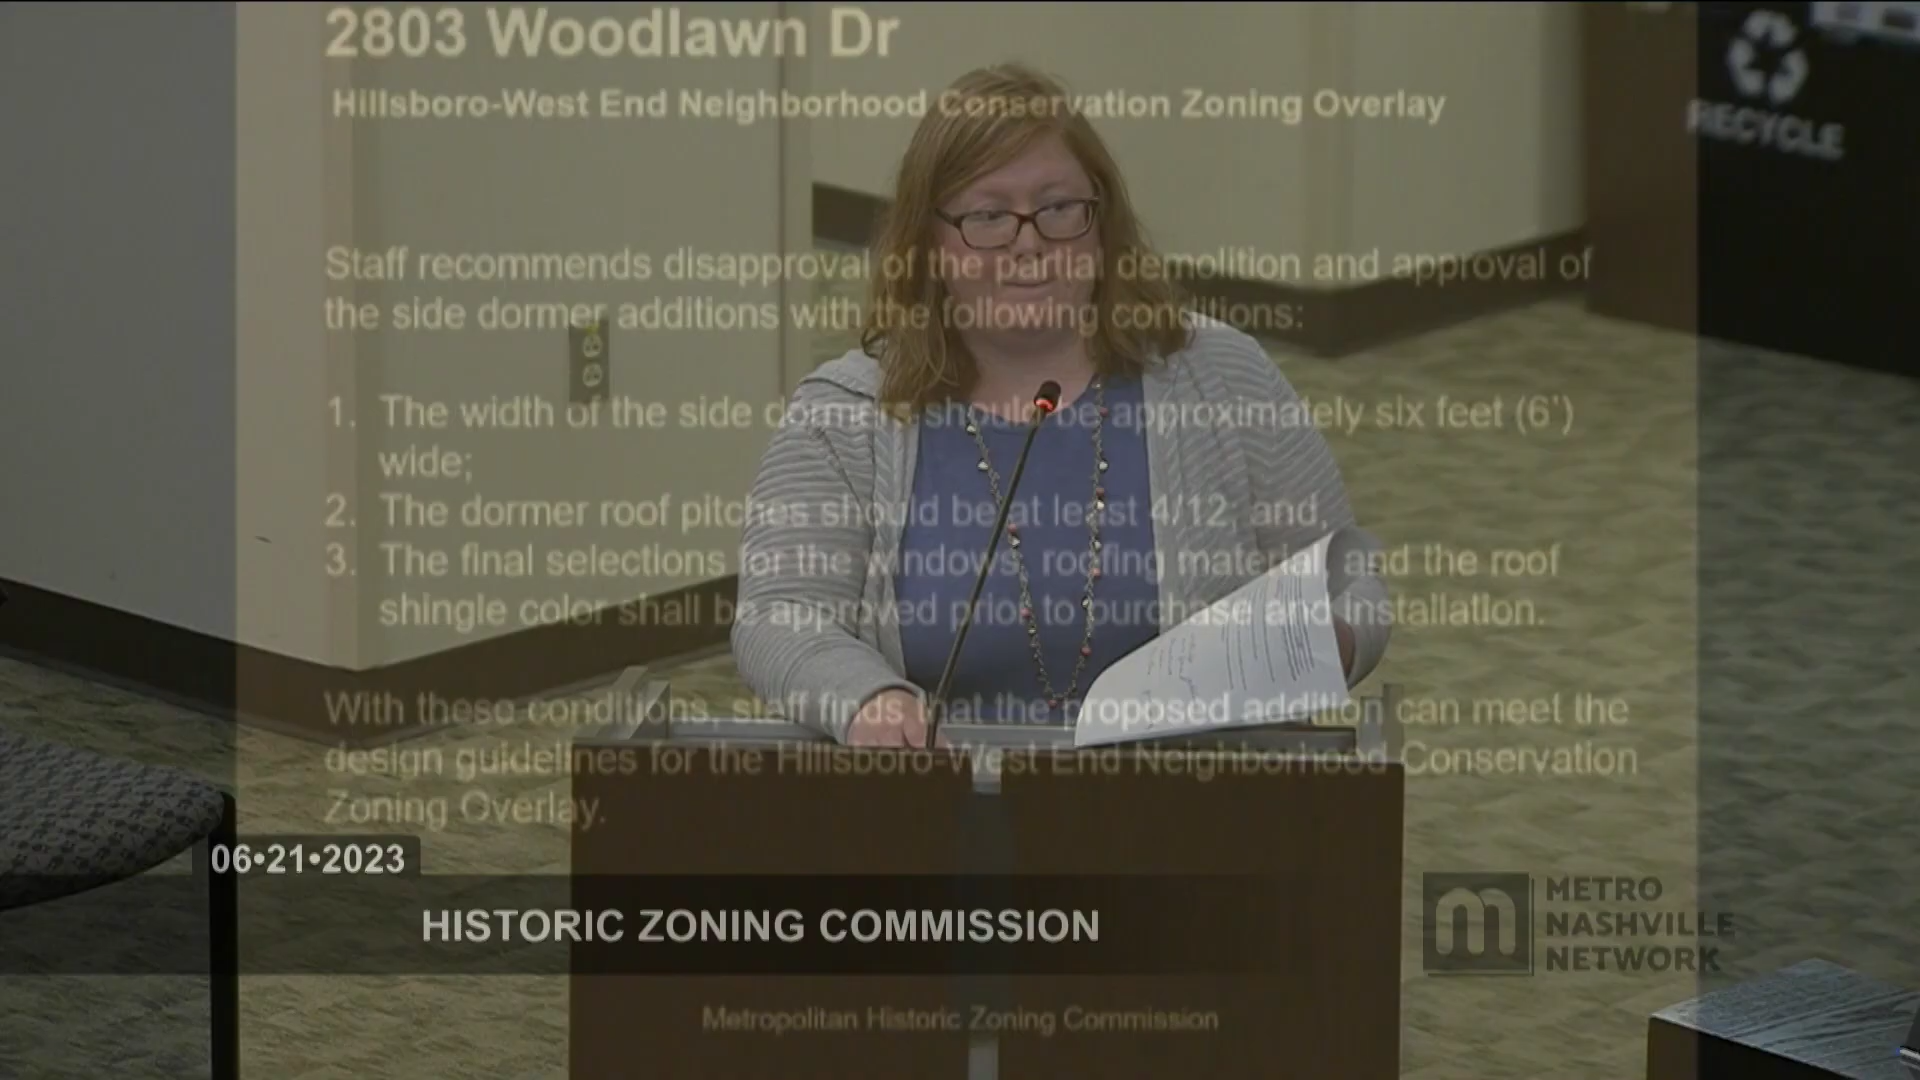 2803 Woodlawn Dr
Hillsboro-West End Neighborhood Conservation Zoning Overlay
RECYCLE
Staff recommends disapproval of the partial demolition and approval of
the side dormer additions with the following conditions:
1. The width of the side dormers should be approximately six feet (6')
wide;
2. The dormer roof pitches should be at least 4/12; and,
3. The final selections for the windows, roofing material, and the roof
shingle color shall be approved prior to purchase and installation.
With these conditions, staff finds that the proposed addition can meet the
design guidelines for the Hillsboro-West End Neighborhood Conservation
Zoning Overlay.
06•21•2023
HISTORIC ZONING COMMISSION
METRO
NASHVILLE
NETWORK
Metropolitan Historic Zoning Commission